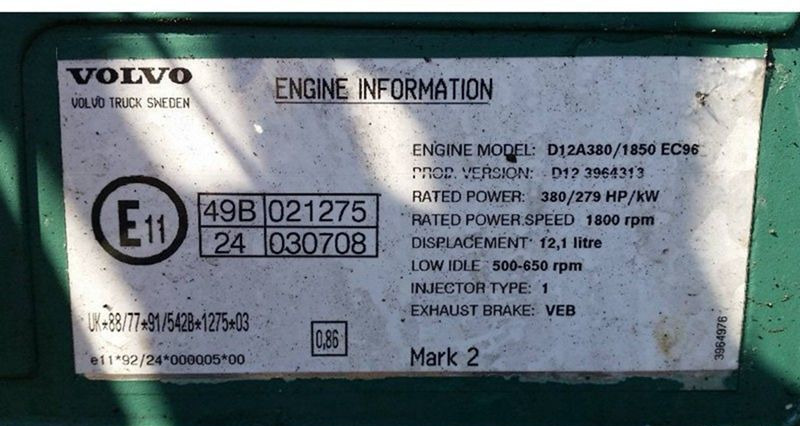 VOLVO
VOLVO TRUCK SWEDEN
ENGINE INFORMATION
ENGINE MODEL: D12A380/1850 EC96
PROD. VERSION: D12 3964313
RATED POWER: 380/279 HP/kW
RATED POWER SPEED 1800 rpm
DISPLACEMENT 12,1 litre
LOW IDLE 500-650 rpm
INJECTOR TYPE: 1
EXHAUST BRAKE: VEB
Mark 2
E11
49B 021275
24 030708
UK*88/77*91/542B*1275*03
0,86
e11*92/24*000005*00
3964976